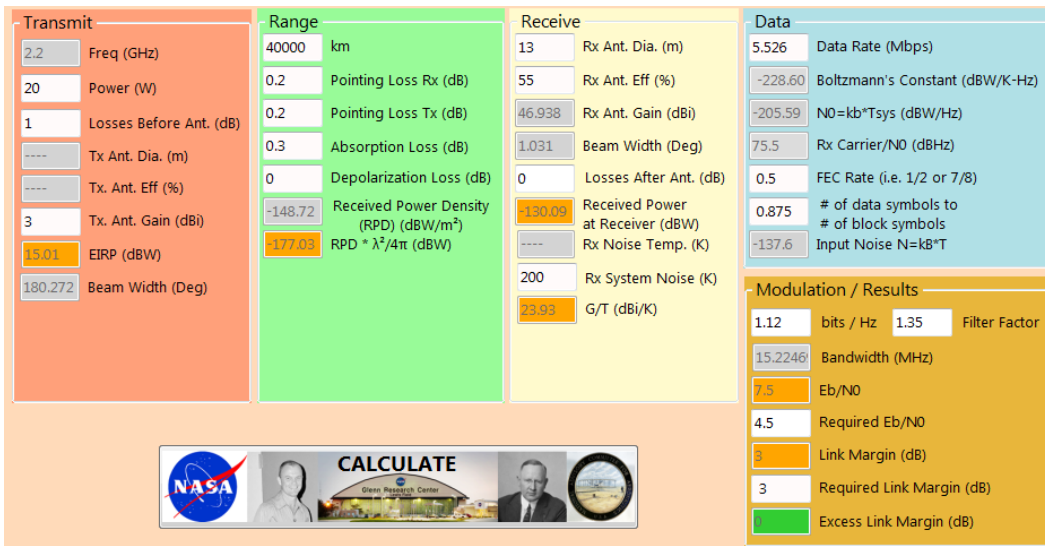 Transmit
2.2 Freq (GHz)
20 Power (W)
1 Losses Before Ant. (dB)
---- Tx Ant. Dia. (m)
---- Tx. Ant. Eff (%)
3 Tx. Ant. Gain (dBi)
15.01 EIRP (dBW)
180.272 Beam Width (Deg)
Range
40000 km
0.2 Pointing Loss Rx (dB)
0.2 Pointing Loss Tx (dB)
0.3 Absorption Loss (dB)
0 Depolarization Loss (dB)
-148.72 Received Power Density
(RPD) (dBW/m²)
-177.03 RPD * λ²/4π (dBW)
Receive
13 Rx Ant. Dia. (m)
55 Rx Ant. Eff (%)
46.938 Rx Ant. Gain (dBi)
1.031 Beam Width (Deg)
0 Losses After Ant. (dB)
-130.09 Received Power
at Receiver (dBW)
---- Rx Noise Temp. (K)
200 Rx System Noise (K)
23.93 G/T (dBi/K)
Data
5.526 Data Rate (Mbps)
-228.60 Boltzmann's Constant (dBW/K-Hz)
-205.59 N0=kb*Tsys (dBW/Hz)
75.5 Rx Carrier/N0 (dBHz)
0.5 FEC Rate (i.e. 1/2 or 7/8)
0.875 # of data symbols to
# of block symbols
-137.6 Input Noise N=kB*T
Modulation / Results
1.12 bits / Hz 1.35 Filter Factor
15.2246 Bandwidth (MHz)
7.5 Eb/N0
4.5 Required Eb/N0
3 Link Margin (dB)
3 Required Link Margin (dB)
0 Excess Link Margin (dB)
NASA
CALCULATE
Glenn Research Center